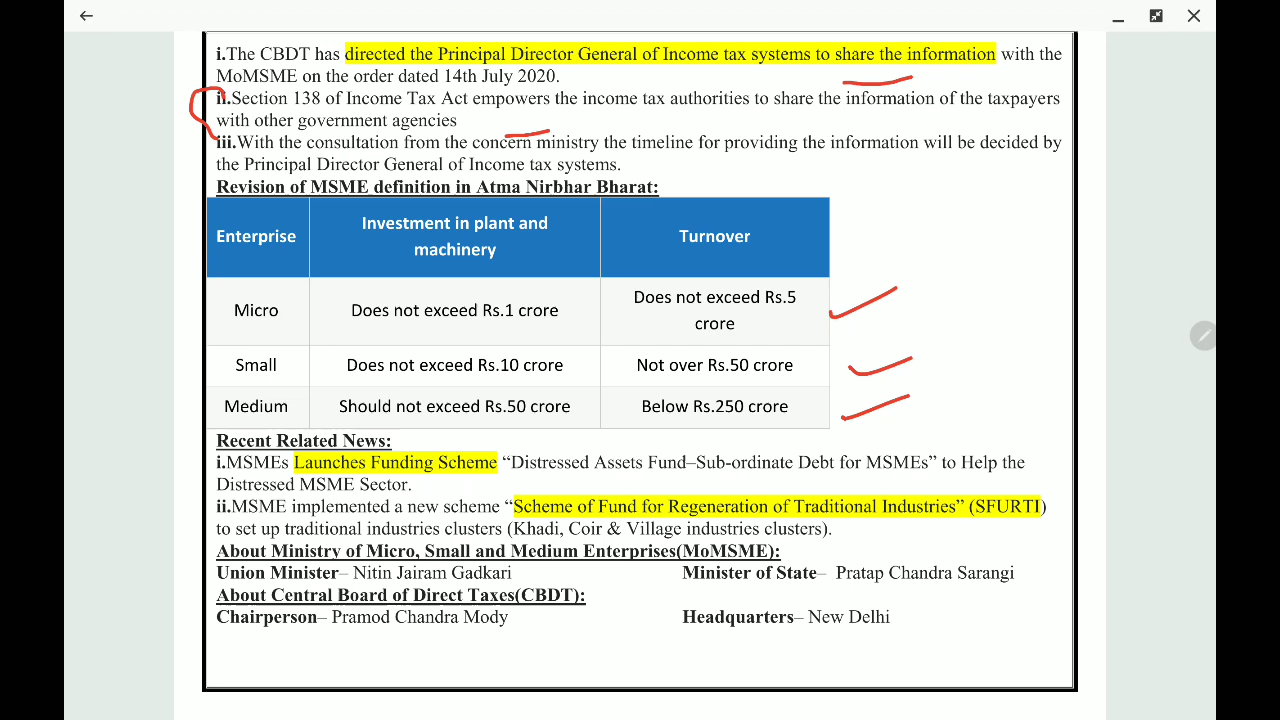 i.The CBDT has directed the Principal Director General of Income tax systems to share the information with the
MoMSME on the order dated 14th July 2020.
ii.Section 138 of Income Tax Act empowers the income tax authorities to share the information of the taxpayers
with other government agencies
iii.With the consultation from the concern ministry the timeline for providing the information will be decided by
the Principal Director General of Income tax systems.
Revision of MSME definition in Atma Nirbhar Bharat:
Enterprise Investment in plant and machinery Turnover
Micro Does not exceed Rs.1 crore Does not exceed Rs.5 crore
Small Does not exceed Rs.10 crore Not over Rs.50 crore
Medium Should not exceed Rs.50 crore Below Rs.250 crore
Recent Related News:
i.MSMEs Launches Funding Scheme “Distressed Assets Fund–Sub-ordinate Debt for MSMEs” to Help the
Distressed MSME Sector.
ii.MSME implemented a new scheme “Scheme of Fund for Regeneration of Traditional Industries” (SFURTI)
to set up traditional industries clusters (Khadi, Coir & Village industries clusters).
About Ministry of Micro, Small and Medium Enterprises(MoMSME):
Union Minister– Nitin Jairam Gadkari Minister of State– Pratap Chandra Sarangi
About Central Board of Direct Taxes(CBDT):
Chairperson– Pramod Chandra Mody Headquarters– New Delhi